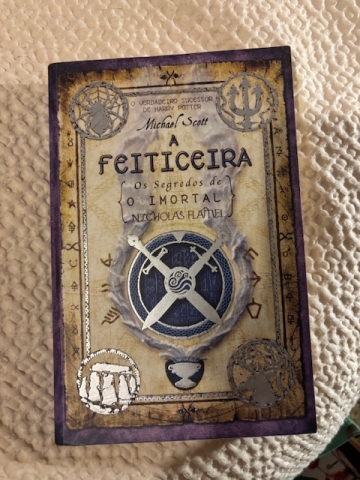 O VERDADEIRO SUCESSOR
DE HARRY POTTER
Michael Scott
A
FEITICEIRA
Os Segredos de
O IMORTAL
NICHOLAS FLAMEL